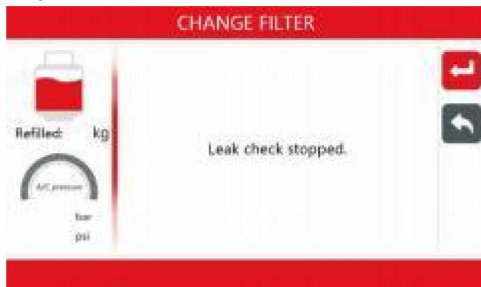 CHANGE FILTER
Refilled: kg
Leak check stopped.
A/C pressure
bar
psi